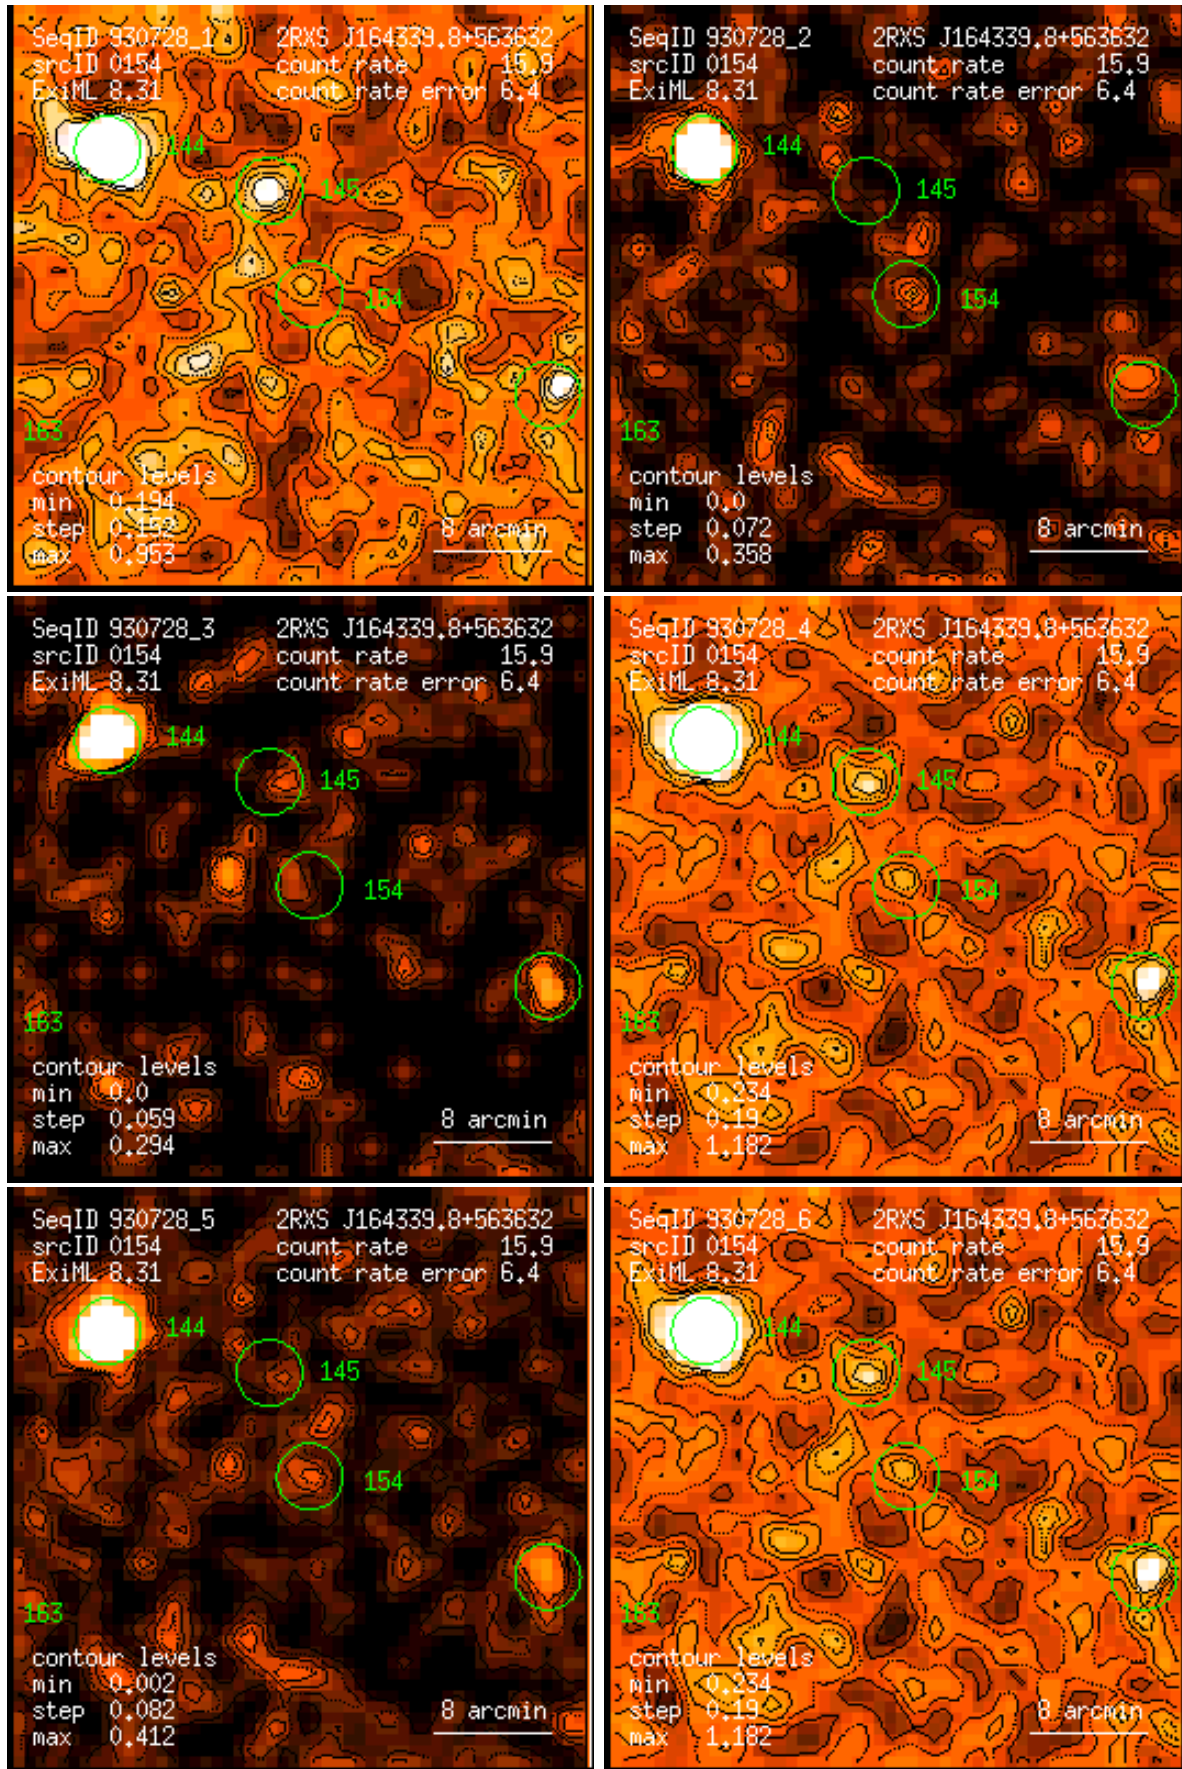 SeqID 930728_1 2RXS J164339.8+563632
srcID 0154 count rate 15.9
ExiML 8.31 count rate error 6.4
144
145
154
163
contour levels
min 0.194
step 0.152 8 arcmin
max 0.953
SeqID 930728_2 2RXS J164339.8+563632
srcID 0154 count rate 15.9
ExiML 8.31 count rate error 6.4
144
145
154
163
contour levels
min 0.0
step 0.072 8 arcmin
max 0.358
SeqID 930728_3 2RXS J164339.8+563632
srcID 0154 count rate 15.9
ExiML 8.31 count rate error 6.4
144
145
154
163
contour levels
min 0.0
step 0.059 8 arcmin
max 0.294
SeqID 930728_4 2RXS J164339.8+563632
srcID 0154 count rate 15.9
ExiML 8.31 count rate error 6.4
144
145
154
163
contour levels
min 0.234
step 0.19 8 arcmin
max 1.182
SeqID 930728_5 2RXS J164339.8+563632
srcID 0154 count rate 15.9
ExiML 8.31 count rate error 6.4
144
145
154
163
contour levels
min 0.002
step 0.082 8 arcmin
max 0.412
SeqID 930728_6 2RXS J164339.8+563632
srcID 0154 count rate 15.9
ExiML 8.31 count rate error 6.4
144
145
154
163
contour levels
min 0.234
step 0.19 8 arcmin
max 1.182